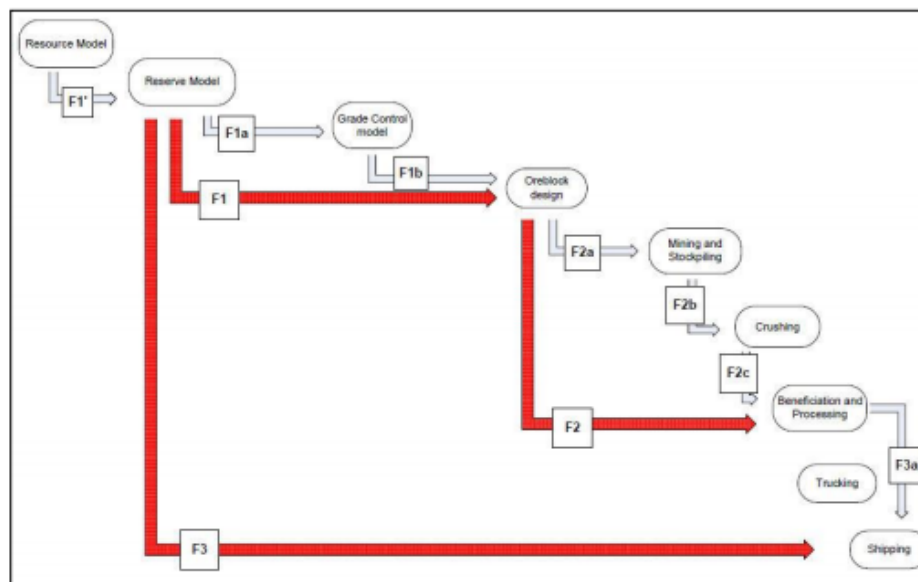 Resource Model
F1'
Reserve Model
F1a
Grade Control
model
F1b
F1
Oreblock
design
F2a
Mining and
Stockpiling
F2b
Crushing
F2c
Beneficiation and
Processing
F2
F3a
Trucking
F3
Shipping